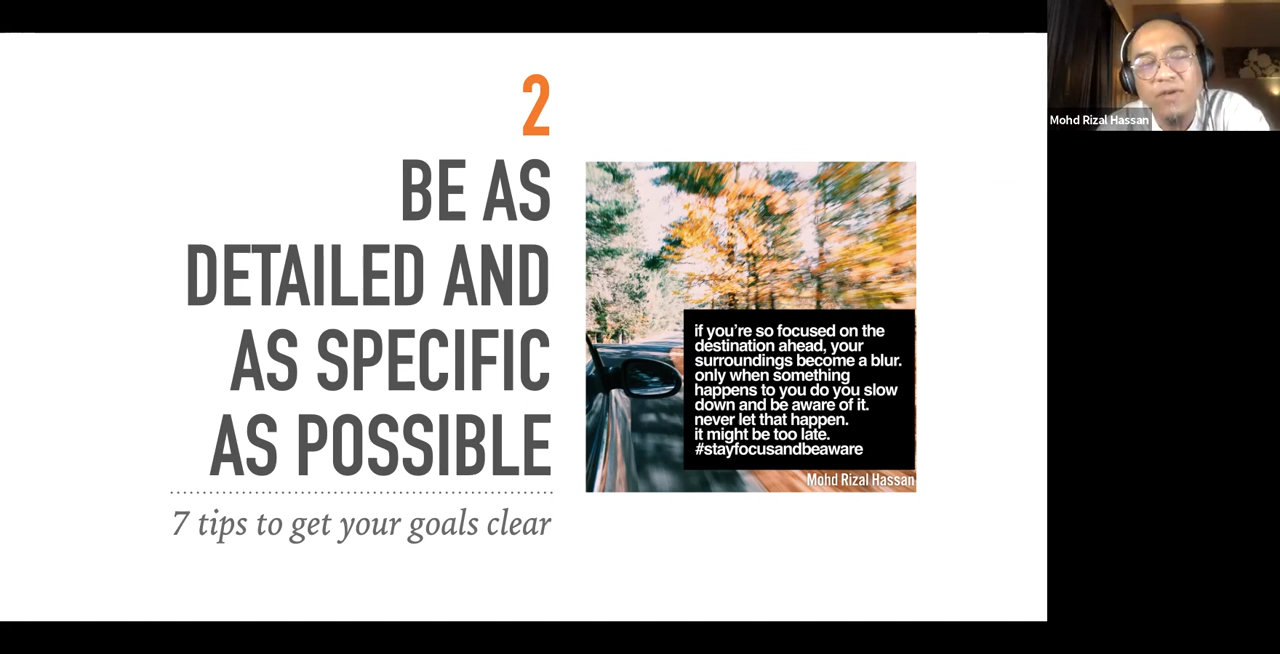 2
BE AS
DETAILED AND
AS SPECIFIC
AS POSSIBLE
7 tips to get your goals clear
if you're so focused on the
destination ahead, your
surroundings become a blur.
only when something
happens to you do you slow
down and be aware of it.
never let that happen.
it might be too late.
#stayfocusandbeaware
Mohd Rizal Hassan
Mohd Rizal Hassan